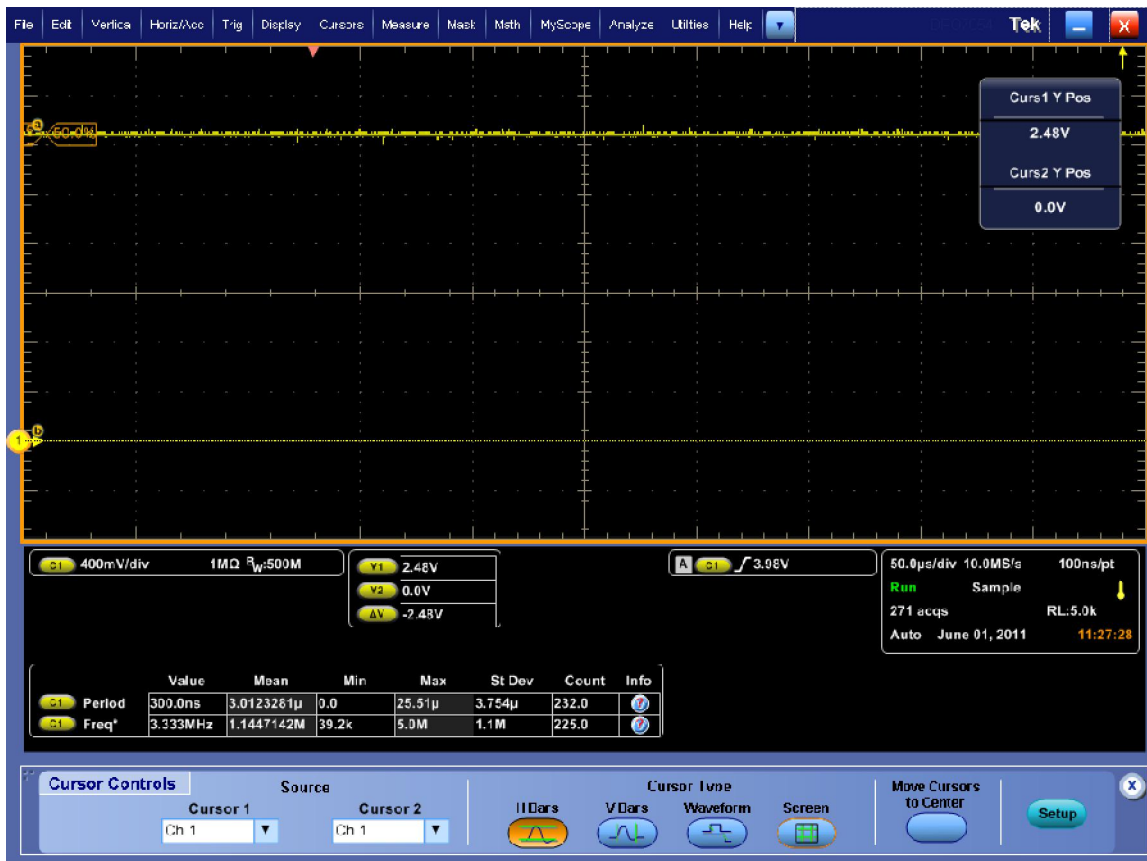 File Edit Vertical Horiz/Acq Trig Display Cursors Measure Mask Math MyScope Analyze Utilities Help Tek X
Curs1 Y Pos
2.48V
Curs2 Y Pos
0.0V
a
50.0%
b
1
C1 400mV/div 1MΩ BW:500M
Y1 2.48V
Y2 0.0V
ΔV -2.48V
A C1 3.98V
50.0µs/div 10.0MS/s 100ns/pt
Run Sample
271 acqs RL:5.0k
Auto June 01, 2011 11:27:28
Value Mean Min Max St Dev Count Info
C1 Period 300.0ns 3.0123281µ 0.0 25.51µ 3.754µ 232.0
C1 Freq* 3.333MHz 1.1447142M 39.2k 5.0M 1.1M 225.0
Cursor Controls
Source
Cursor 1 Cursor 2
Ch 1 Ch 1
Cursor Type
H Bars V Bars Waveform Screen
Move Cursors
to Center
Setup
X